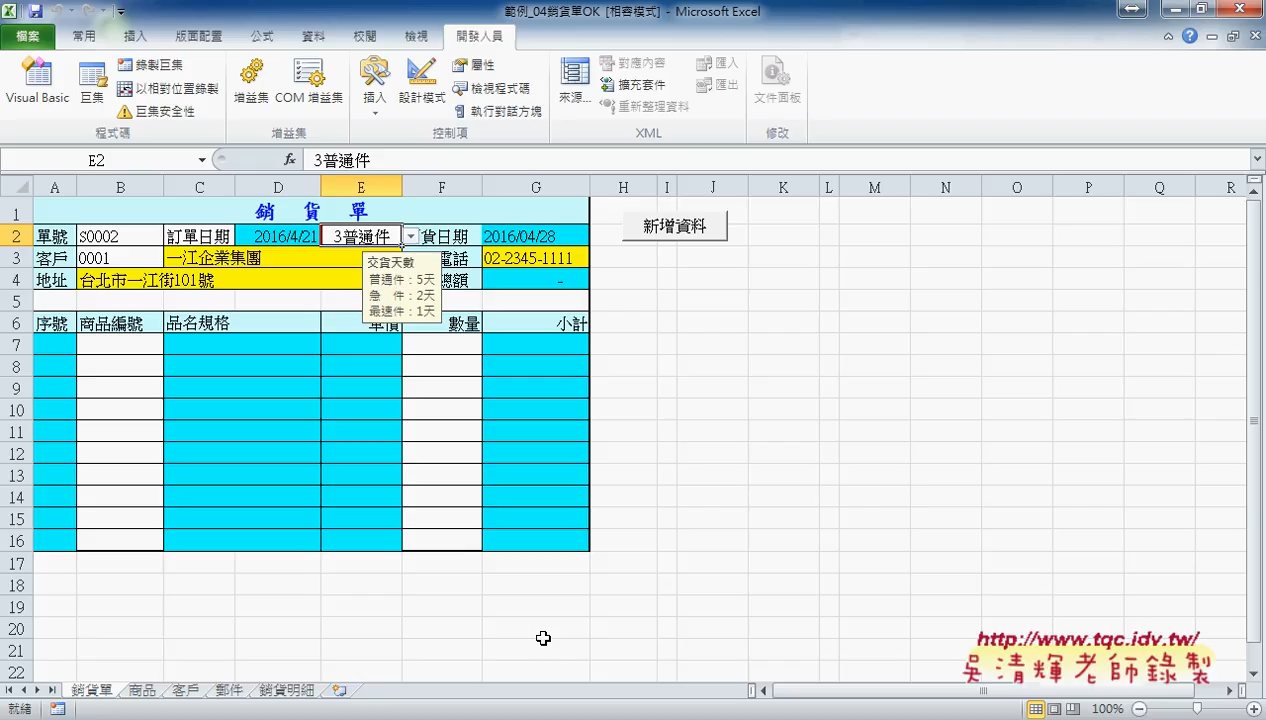 範例_04銷貨單OK [相容模式] - Microsoft Excel
檔案 常用 插入 版面配置 公式 資料 校閱 檢視 開發人員
Visual Basic 巨集 錄製巨集 以相對位置錄製 巨集安全性
增益集 COM 增益集
插入 設計模式 屬性 檢視程式碼 執行對話方塊
來源... 對應內容 擴充套件 重新整理資料 匯入 匯出
文件面板
程式碼 增益集 控制項 XML 修改
E2 fx 3普通件
A B C D E F G H I J K L M N O P Q R
1 銷 貨 單 新增資料
2 單號 S0002 訂單日期 2016/4/21 3普通件 貨日期 2016/04/28
3 客戶 0001 一江企業集團 電話 02-2345-1111
4 地址 台北市一江街101號 總額 -
交貨天數
普通件：5天
急 件：2天
最速件：1天
5
6 序號 商品編號 品名規格 單價 數量 小計
7
8
9
10
11
12
13
14
15
16
17
18
19
20
21
22
http://www.tqc.idv.tw/
吳清輝老師錄製
銷貨單 商品 客戶 郵件 銷貨明細
就緒 100%